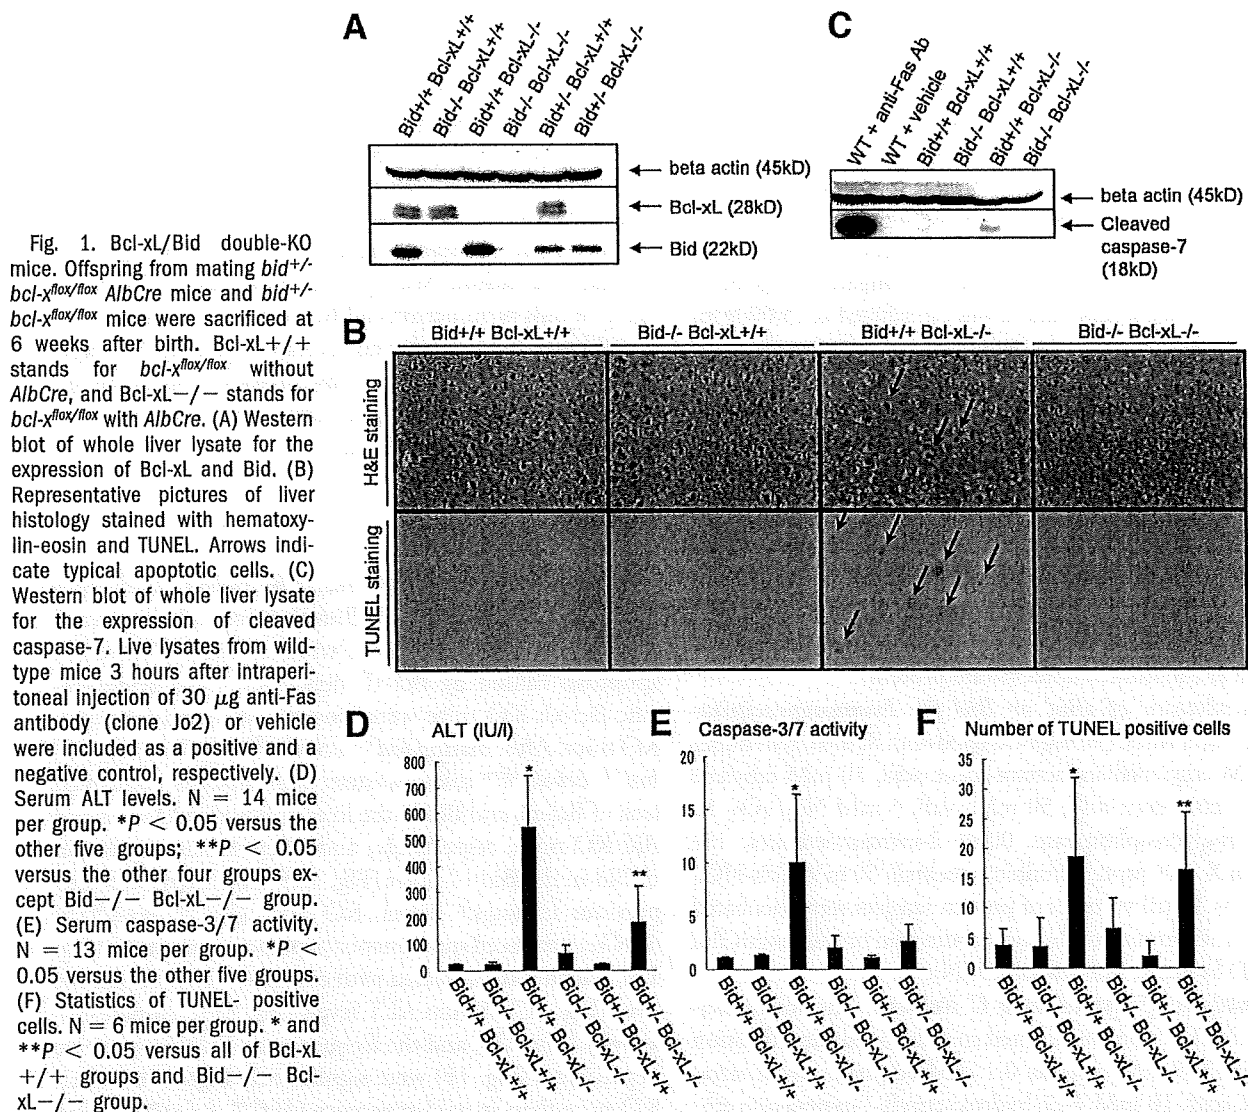 A
Bid+/+ Bcl-xL+/+
Bid-/- Bcl-xL+/+
Bid+/+ Bcl-xL-/-
Bid-/- Bcl-xL-/-
Bid+/- Bcl-xL+/+
Bid+/- Bcl-xL-/-
beta actin (45kD)
Bcl-xL (28kD)
Bid (22kD)
C
WT + anti-Fas Ab
WT + vehicle
Bid+/+ Bcl-xL+/+
Bid-/- Bcl-xL+/+
Bid+/+ Bcl-xL-/-
Bid-/- Bcl-xL-/-
beta actin (45kD)
Cleaved
caspase-7
(18kD)
Fig. 1. Bcl-xL/Bid double-KO
mice. Offspring from mating bid+/-
bcl-xflox/flox AlbCre mice and bid+/-
bcl-xflox/flox mice were sacrificed at
6 weeks after birth. Bcl-xL+/+
stands for bcl-xflox/flox without
AlbCre, and Bcl-xL−/− stands for
bcl-xflox/flox with AlbCre. (A) Western
blot of whole liver lysate for the
expression of Bcl-xL and Bid. (B)
Representative pictures of liver
histology stained with hematoxy-
lin-eosin and TUNEL. Arrows indi-
cate typical apoptotic cells. (C)
Western blot of whole liver lysate
for the expression of cleaved
caspase-7. Live lysates from wild-
type mice 3 hours after intraperi-
toneal injection of 30 μg anti-Fas
antibody (clone Jo2) or vehicle
were included as a positive and a
negative control, respectively. (D)
Serum ALT levels. N = 14 mice
per group. *P < 0.05 versus the
other five groups; **P < 0.05
versus the other four groups ex-
cept Bid−/− Bcl-xL−/− group.
(E) Serum caspase-3/7 activity.
N = 13 mice per group. *P <
0.05 versus the other five groups.
(F) Statistics of TUNEL- positive
cells. N = 6 mice per group. * and
**P < 0.05 versus all of Bcl-xL
+/+ groups and Bid−/− Bcl-
xL−/− group.
B
Bid+/+ Bcl-xL+/+
Bid-/- Bcl-xL+/+
Bid+/+ Bcl-xL-/-
Bid-/- Bcl-xL-/-
H&E staining
TUNEL staining
D
ALT (IU/l)
800
700
600
500
400
300
200
100
0
*
**
Bid+/+ Bcl-xL+/+
Bid-/- Bcl-xL+/+
Bid+/+ Bcl-xL-/-
Bid-/- Bcl-xL-/-
Bid+/- Bcl-xL+/+
Bid+/- Bcl-xL-/-
E
Caspase-3/7 activity
20
15
10
5
0
*
Bid+/+ Bcl-xL+/+
Bid-/- Bcl-xL+/+
Bid+/+ Bcl-xL-/-
Bid-/- Bcl-xL-/-
Bid+/- Bcl-xL+/+
Bid+/- Bcl-xL-/-
F
Number of TUNEL positive cells
35
30
25
20
15
10
5
0
*
**
Bid+/+ Bcl-xL+/+
Bid-/- Bcl-xL+/+
Bid+/+ Bcl-xL-/-
Bid-/- Bcl-xL-/-
Bid+/- Bcl-xL+/+
Bid+/- Bcl-xL-/-